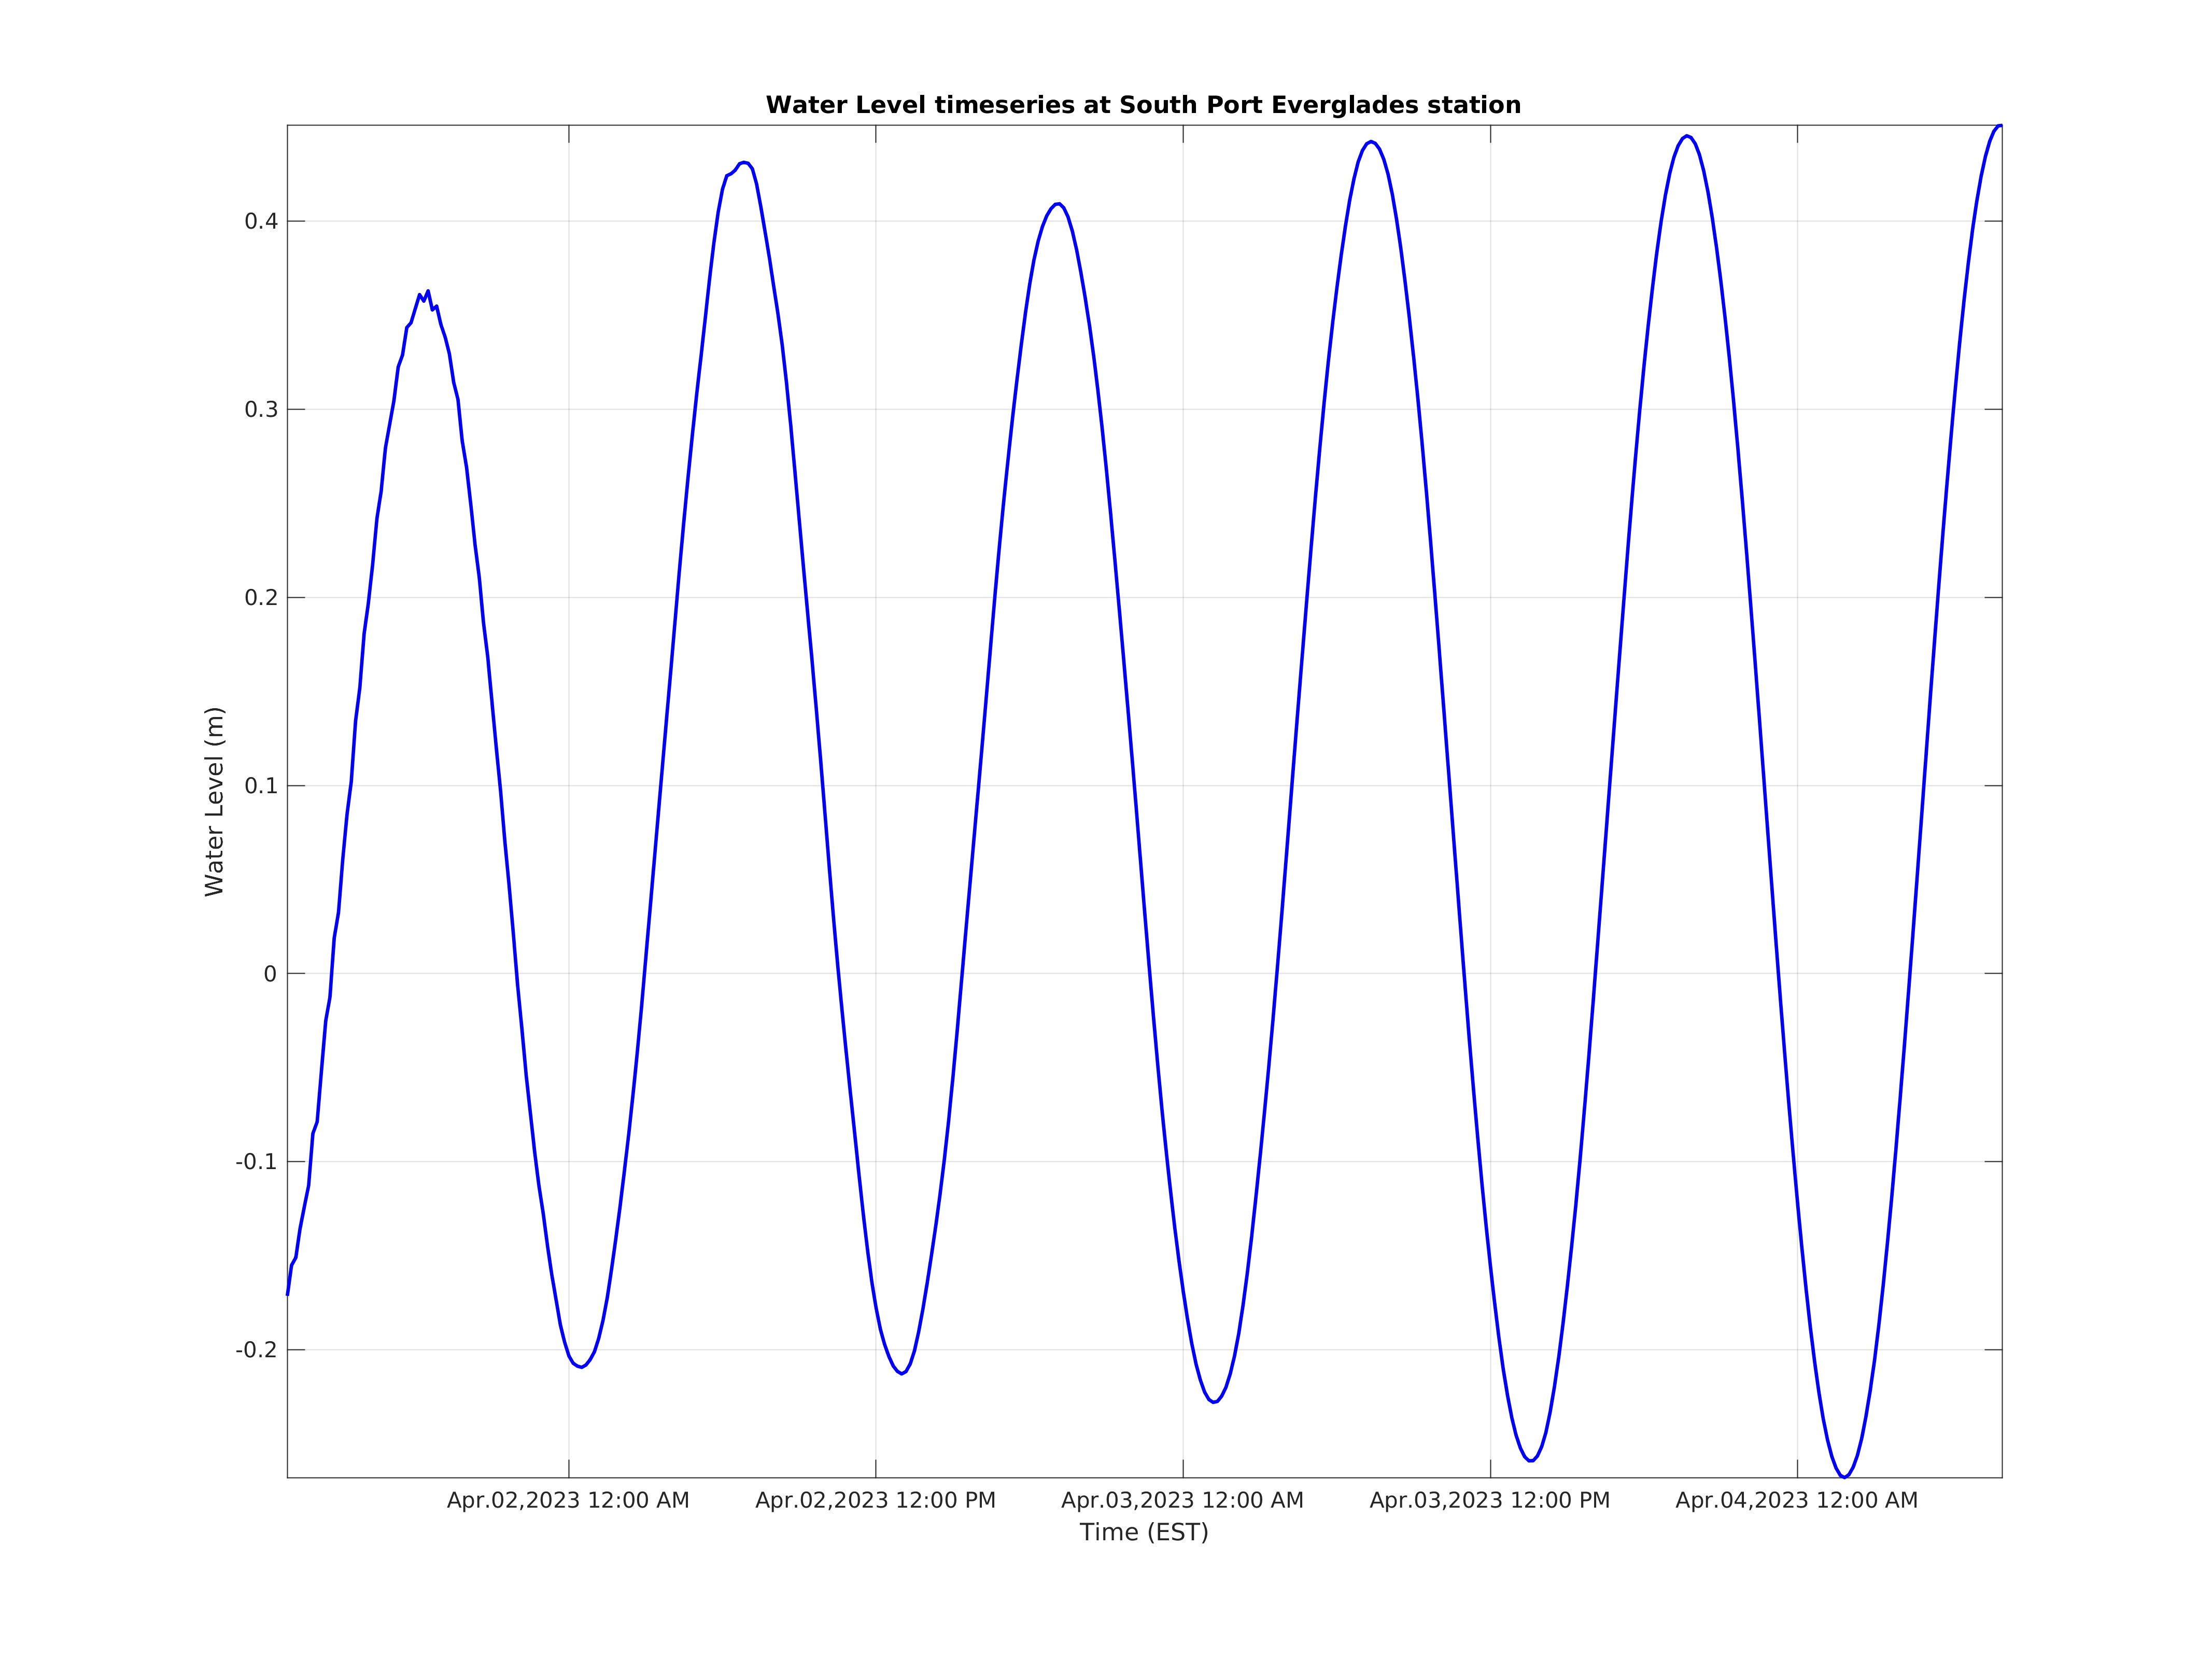 Water Level timeseries at South Port Everglades station
Water Level (m)
0.4
0.3
0.2
0.1
0
-0.1
-0.2
Apr.02,2023 12:00 AM
Apr.02,2023 12:00 PM
Apr.03,2023 12:00 AM
Apr.03,2023 12:00 PM
Apr.04,2023 12:00 AM
Time (EST)